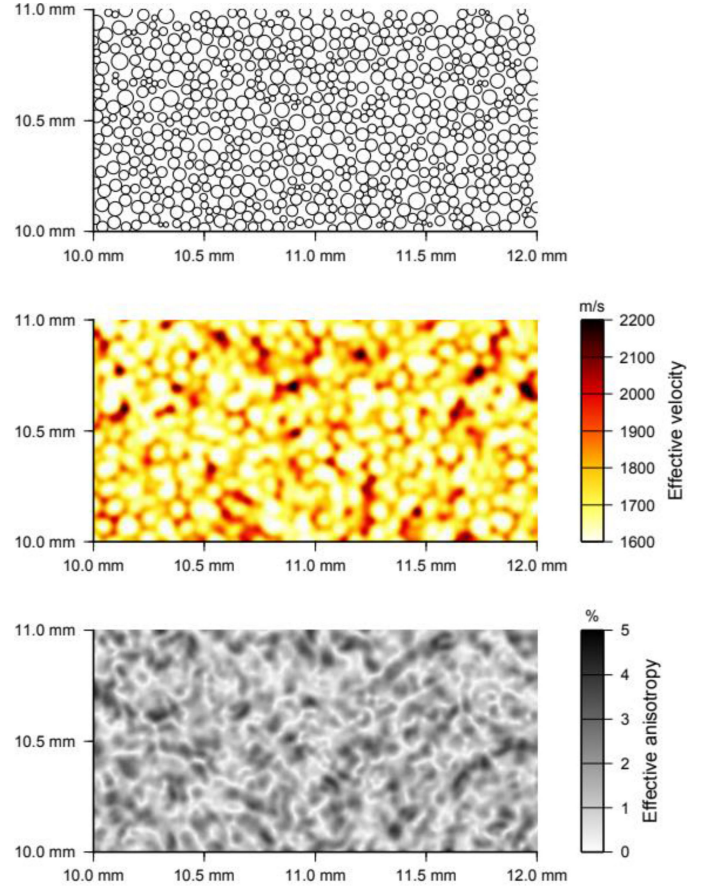 11.0 mm
10.5 mm
10.0 mm
10.0 mm 10.5 mm 11.0 mm 11.5 mm 12.0 mm
m/s
11.0 mm 2200
2100
2000
10.5 mm 1900
1800
1700
10.0 mm 1600
Effective velocity
10.0 mm 10.5 mm 11.0 mm 11.5 mm 12.0 mm
%
11.0 mm 5
4
3
10.5 mm 2
1
10.0 mm 0
Effective anisotropy
10.0 mm 10.5 mm 11.0 mm 11.5 mm 12.0 mm